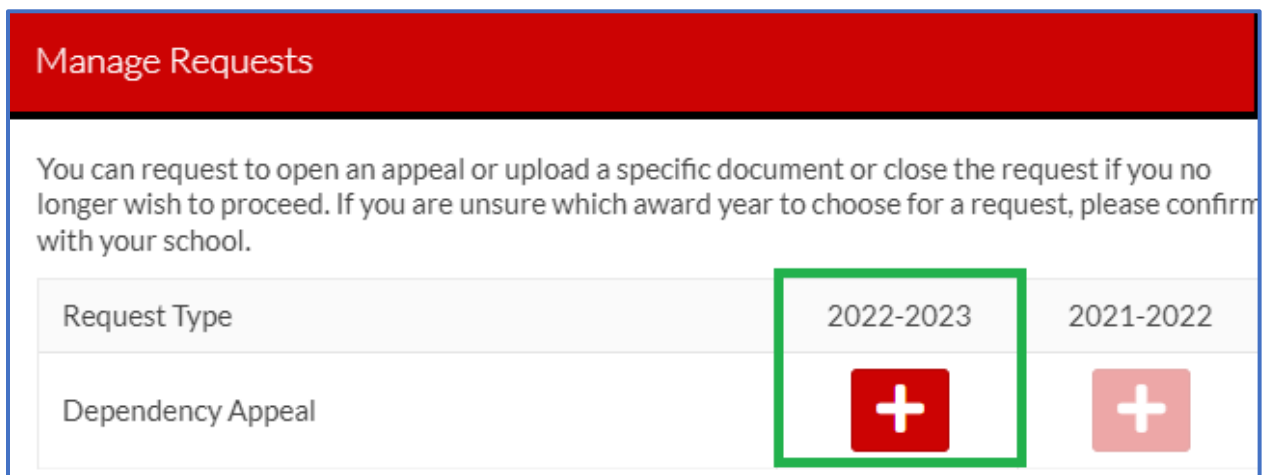 Manage Requests
You can request to open an appeal or upload a specific document or close the request if you no
longer wish to proceed. If you are unsure which award year to choose for a request, please confirm
with your school.
Request Type 2022-2023 2021-2022
Dependency Appeal